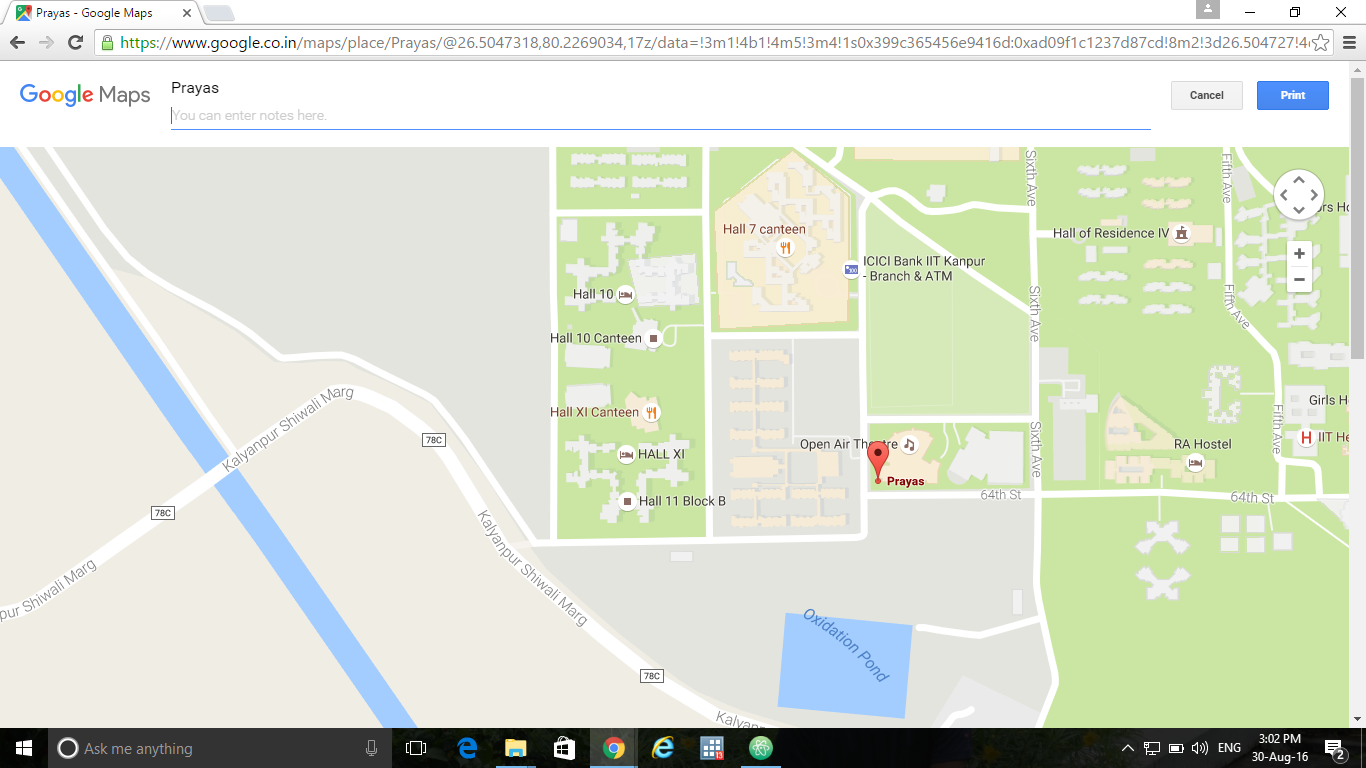 Prayas - Google Maps
https://www.google.co.in/maps/place/Prayas/@26.5047318,80.2269034,17z/data=!3m1!4b1!4m5!3m4!1s0x399c365456e9416d:0xad09f1c1237d87cd!8m2!3d26.504727!4
Google Maps
Prayas
You can enter notes here.
Cancel
Print
Sixth Ave
Fifth Ave
ors Ho
Hall 7 canteen
Hall of Residence IV
ICICI Bank IIT Kanpur
- Branch & ATM
Hall 10
Sixth Ave
Fifth Ave
Hall 10 Canteen
Kalyanpur Shiwali Marg
Girls H
Hall XI Canteen
Fifth Ave
78C
Open Air Theatre
Sixth Ave
RA Hostel
H
IIT He
HALL XI
Prayas
64th St
64th St
Hall 11 Block B
78C
Kalyanpur Shiwali Marg
pur Shiwali Marg
Oxidation Pond
78C
Kalya
Ask me anything
13
ENG
3:02 PM
30-Aug-16
2